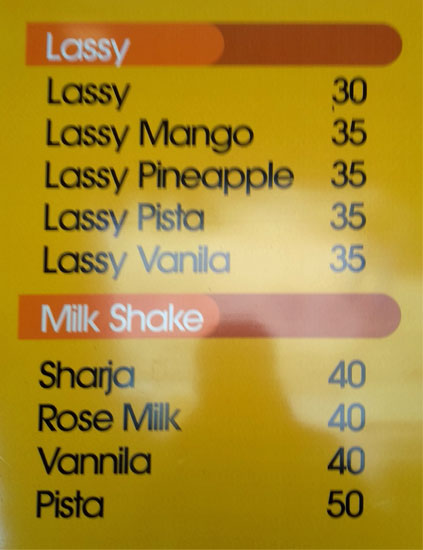 Lassy
Lassy 30
Lassy Mango 35
Lassy Pineapple 35
Lassy Pista 35
Lassy Vanila 35
Milk Shake
Sharja 40
Rose Milk 40
Vannila 40
Pista 50